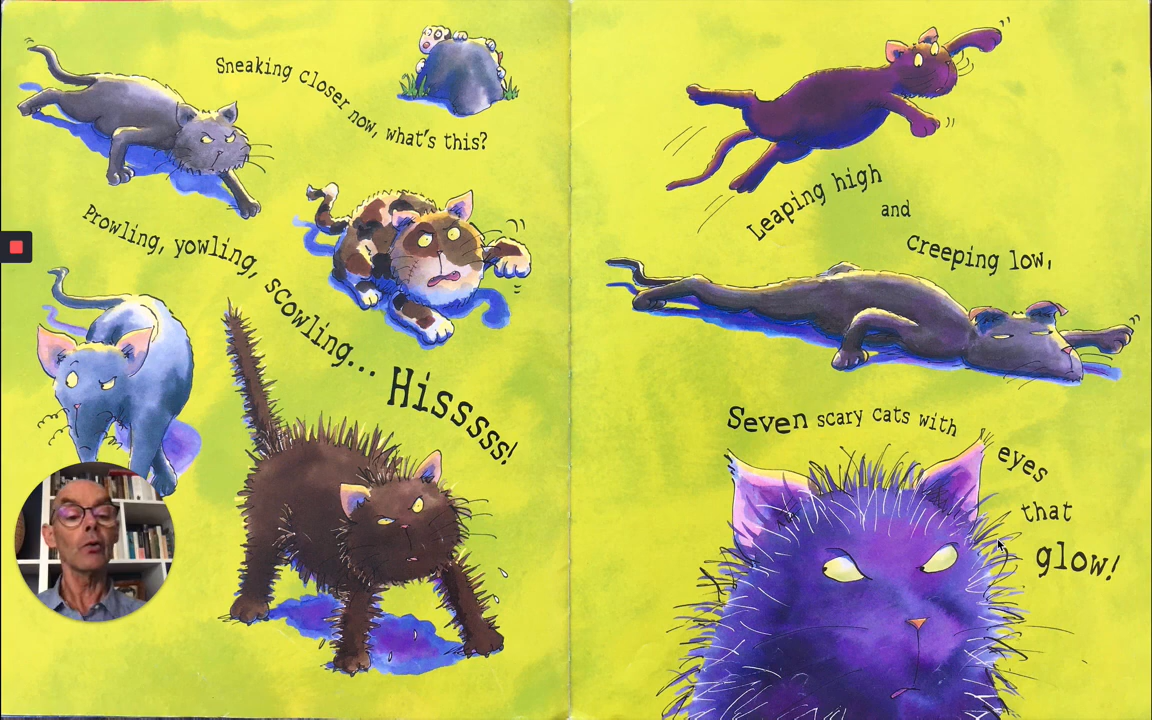 Sneaking closer now, what's this?
Prowling, yowling, scowling... Hissssss!
Leaping high
and
creeping low,
Seven scary cats with
eyes
that
glow!